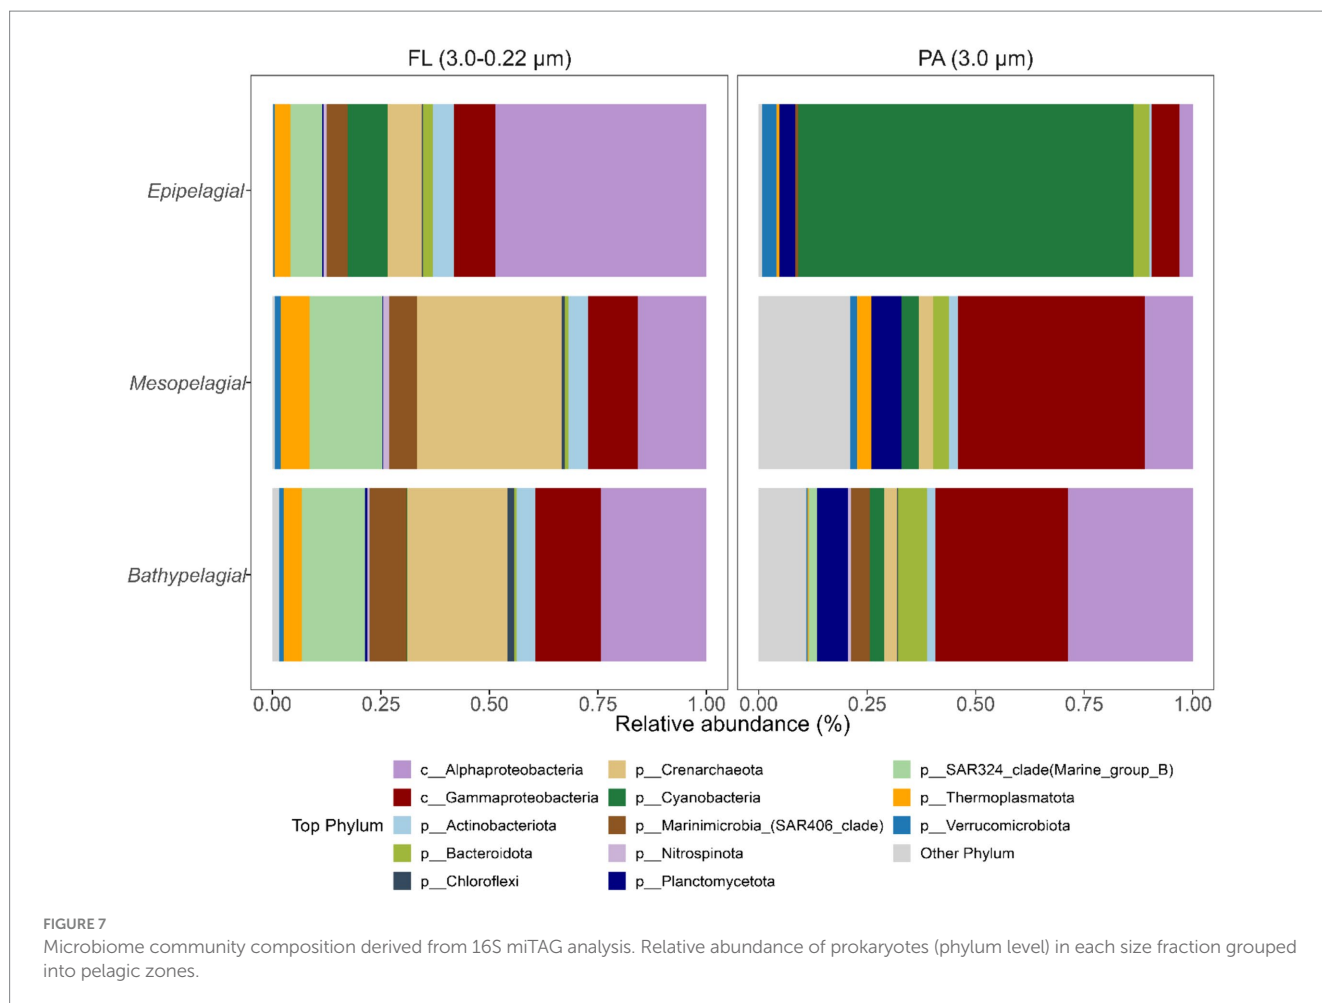 FL (3.0-0.22 μm)
PA (3.0 μm)
Epipelagial
Mesopelagial
Bathypelagial
0.00 0.25 0.50 0.75 1.00 0.00 0.25 0.50 0.75 1.00
Relative abundance (%)
Top Phylum
c__Alphaproteobacteria
c__Gammaproteobacteria
p__Actinobacteriota
p__Bacteroidota
p__Chloroflexi
p__Crenarchaeota
p__Cyanobacteria
p__Marinimicrobia_(SAR406_clade)
p__Nitrospinota
p__Planctomycetota
p__SAR324_clade(Marine_group_B)
p__Thermoplasmatota
p__Verrucomicrobiota
Other Phylum
FIGURE 7
Microbiome community composition derived from 16S miTAG analysis. Relative abundance of prokaryotes (phylum level) in each size fraction grouped
into pelagic zones.